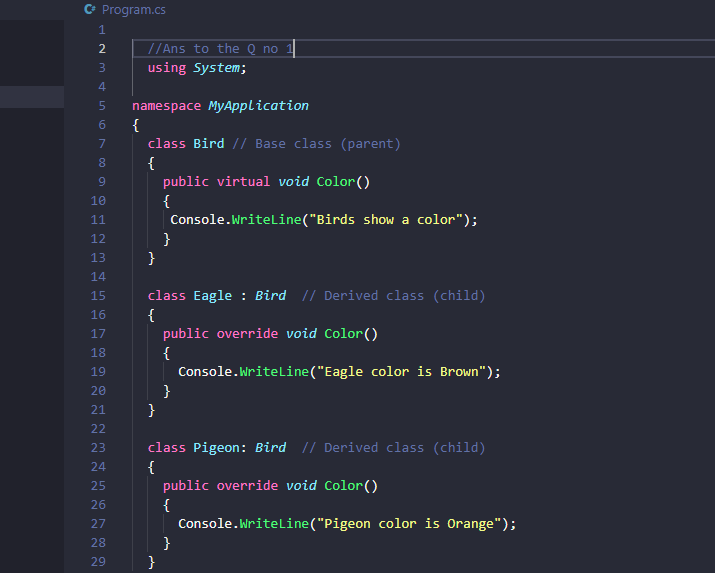 C# Program.cs
1
2 //Ans to the Q no 1
3 using System;
4
5 namespace MyApplication
6 {
7 class Bird // Base class (parent)
8 {
9 public virtual void Color()
10 {
11 Console.WriteLine("Birds show a color");
12 }
13 }
14
15 class Eagle : Bird  // Derived class (child)
16 {
17 public override void Color()
18 {
19 Console.WriteLine("Eagle color is Brown");
20 }
21 }
22
23 class Pigeon: Bird  // Derived class (child)
24 {
25 public override void Color()
26 {
27 Console.WriteLine("Pigeon color is Orange");
28 }
29 }